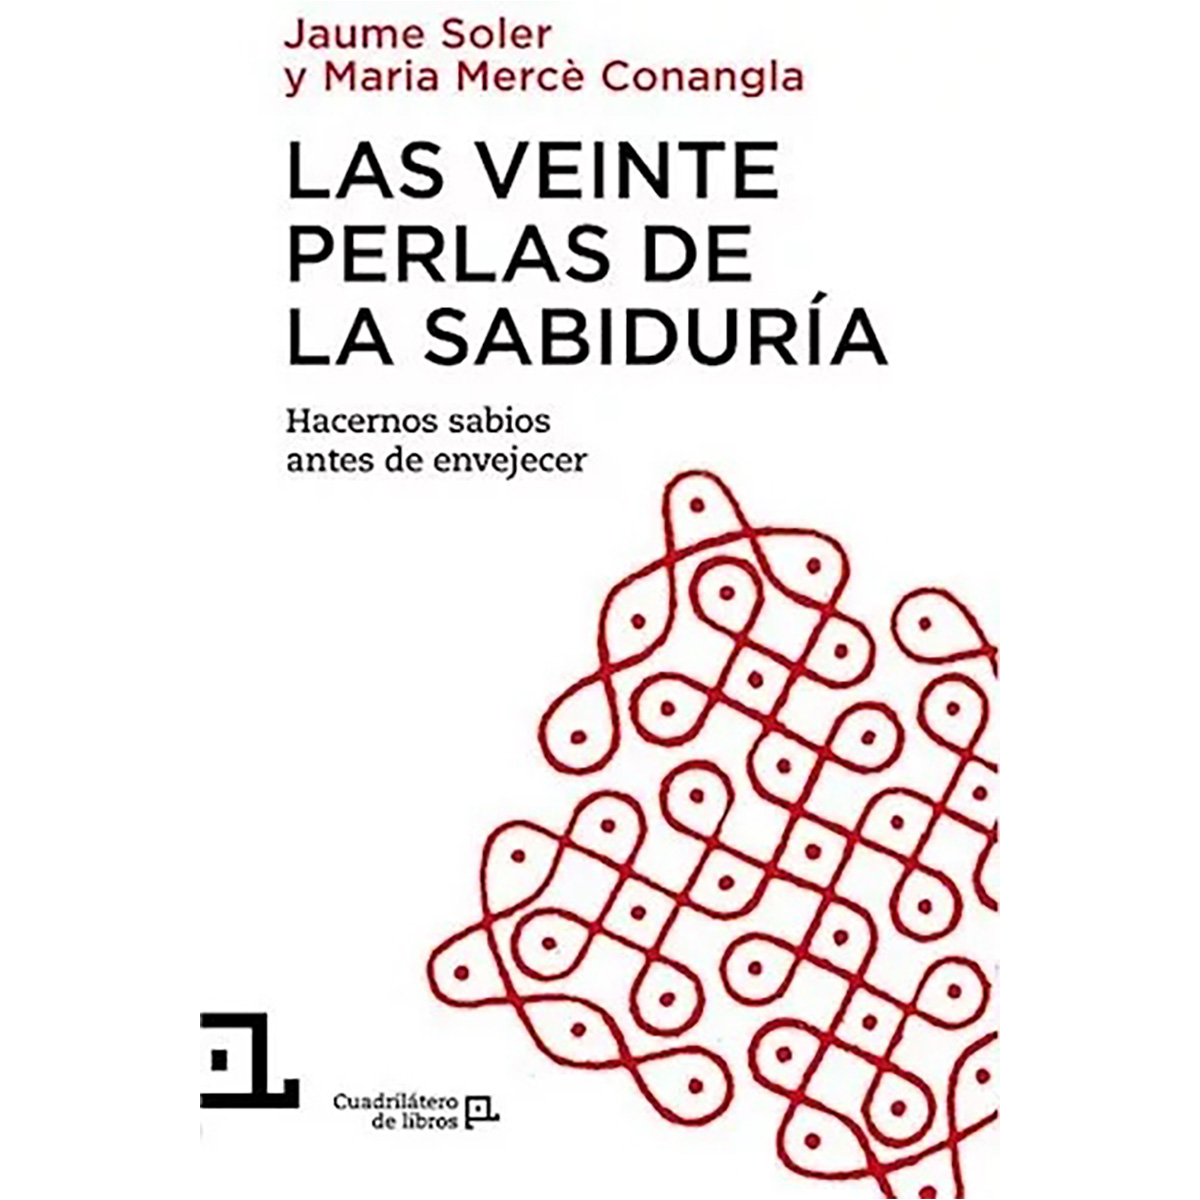 Jaume Soler
y Maria Mercè Conangla
LAS VEINTE
PERLAS DE
LA SABIDURÍA
Hacernos sabios
antes de envejecer
Cuadrilátero
de libros